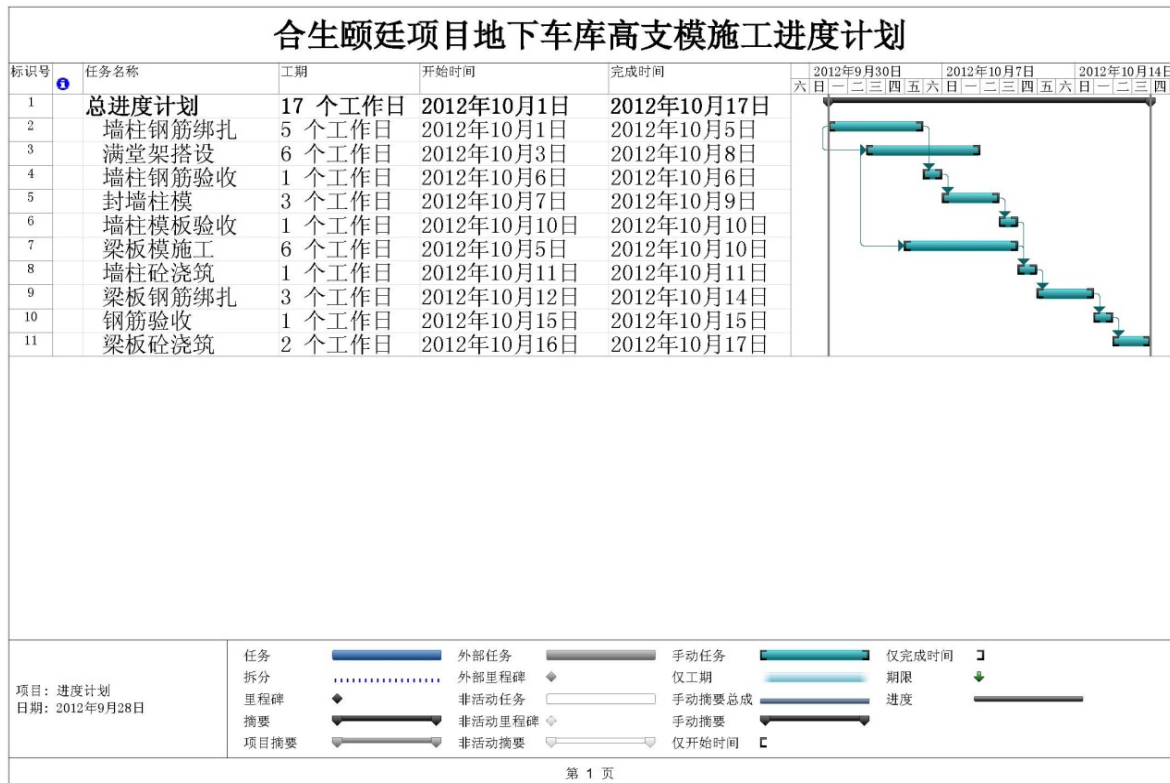 合生颐廷项目地下车库高支模施工进度计划
标识号 任务名称 工期 开始时间 完成时间 2012年9月30日 2012年10月7日 2012年10月14日
六 日 一 二 三 四 五 六 日 一 二 三 四 五 六 日 一 二 三 四
1 总进度计划 17 个工作日 2012年10月1日 2012年10月17日
2 墙柱钢筋绑扎 5 个工作日 2012年10月1日 2012年10月5日
3 满堂架搭设 6 个工作日 2012年10月3日 2012年10月8日
4 墙柱钢筋验收 1 个工作日 2012年10月6日 2012年10月6日
5 封墙柱模 3 个工作日 2012年10月7日 2012年10月9日
6 墙柱模板验收 1 个工作日 2012年10月10日 2012年10月10日
7 梁板模施工 6 个工作日 2012年10月5日 2012年10月10日
8 墙柱砼浇筑 1 个工作日 2012年10月11日 2012年10月11日
9 梁板钢筋绑扎 3 个工作日 2012年10月12日 2012年10月14日
10 钢筋验收 1 个工作日 2012年10月15日 2012年10月15日
11 梁板砼浇筑 2 个工作日 2012年10月16日 2012年10月17日
项目: 进度计划
日期: 2012年9月28日
任务 外部任务 手动任务 仅完成时间
拆分 外部里程碑 仅工期 期限
里程碑 非活动任务 手动摘要总成 进度
摘要 非活动里程碑 手动摘要
项目摘要 非活动摘要 仅开始时间
第 1 页